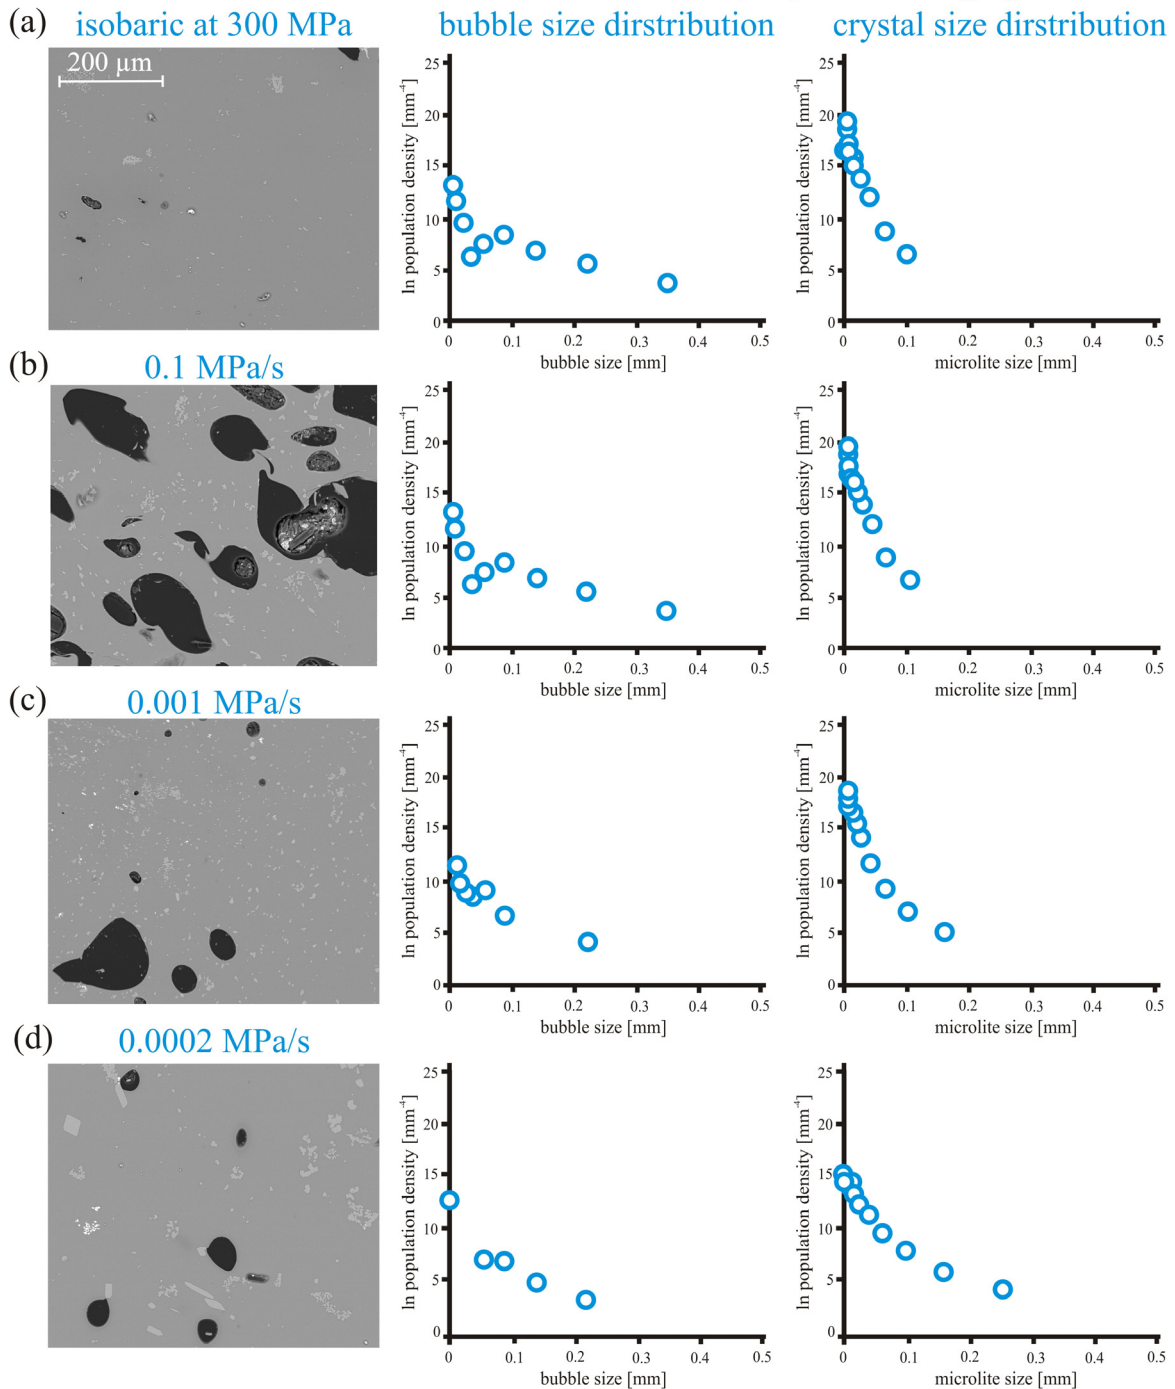 (a) isobaric at 300 MPa bubble size dirstribution crystal size dirstribution
200 µm
ln population density [mm⁻⁴]
25
20
15
10
5
0
0 0.1 0.2 0.3 0.4 0.5
bubble size [mm]
ln population density [mm⁻⁴]
25
20
15
10
5
0
0 0.1 0.2 0.3 0.4 0.5
microlite size [mm]
(b) 0.1 MPa/s
ln population density [mm⁻⁴]
25
20
15
10
5
0
0 0.1 0.2 0.3 0.4 0.5
bubble size [mm]
ln population density [mm⁻⁴]
25
20
15
10
5
0
0 0.1 0.2 0.3 0.4 0.5
microlite size [mm]
(c) 0.001 MPa/s
ln population density [mm⁻⁴]
25
20
15
10
5
0
0 0.1 0.2 0.3 0.4 0.5
bubble size [mm]
ln population density [mm⁻⁴]
25
20
15
10
5
0
0 0.1 0.2 0.3 0.4 0.5
microlite size [mm]
(d) 0.0002 MPa/s
ln population density [mm⁻⁴]
25
20
15
10
5
0
0 0.1 0.2 0.3 0.4 0.5
bubble size [mm]
ln population density [mm⁻⁴]
25
20
15
10
5
0
0 0.1 0.2 0.3 0.4 0.5
microlite size [mm]